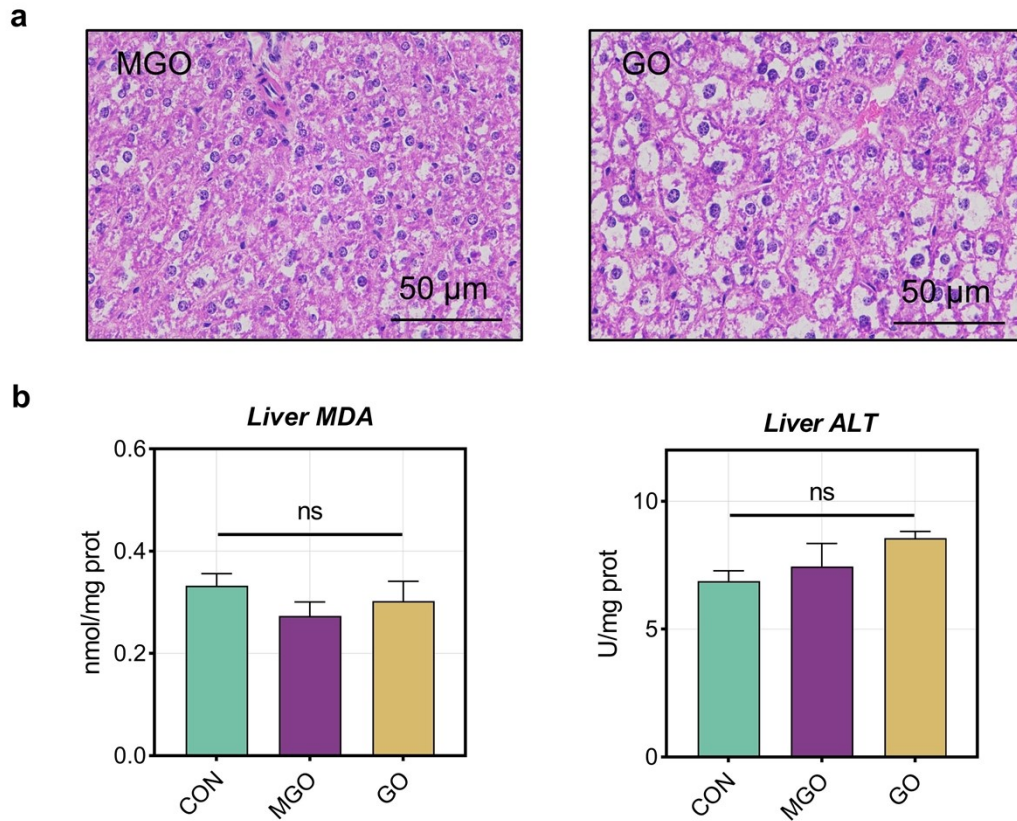 a
MGO
50 µm
GO
50 µm
b
Liver MDA
nmol/mg prot
0.6
0.4
0.2
0.0
ns
CON
MGO
GO
Liver ALT
U/mg prot
10
5
0
ns
CON
MGO
GO